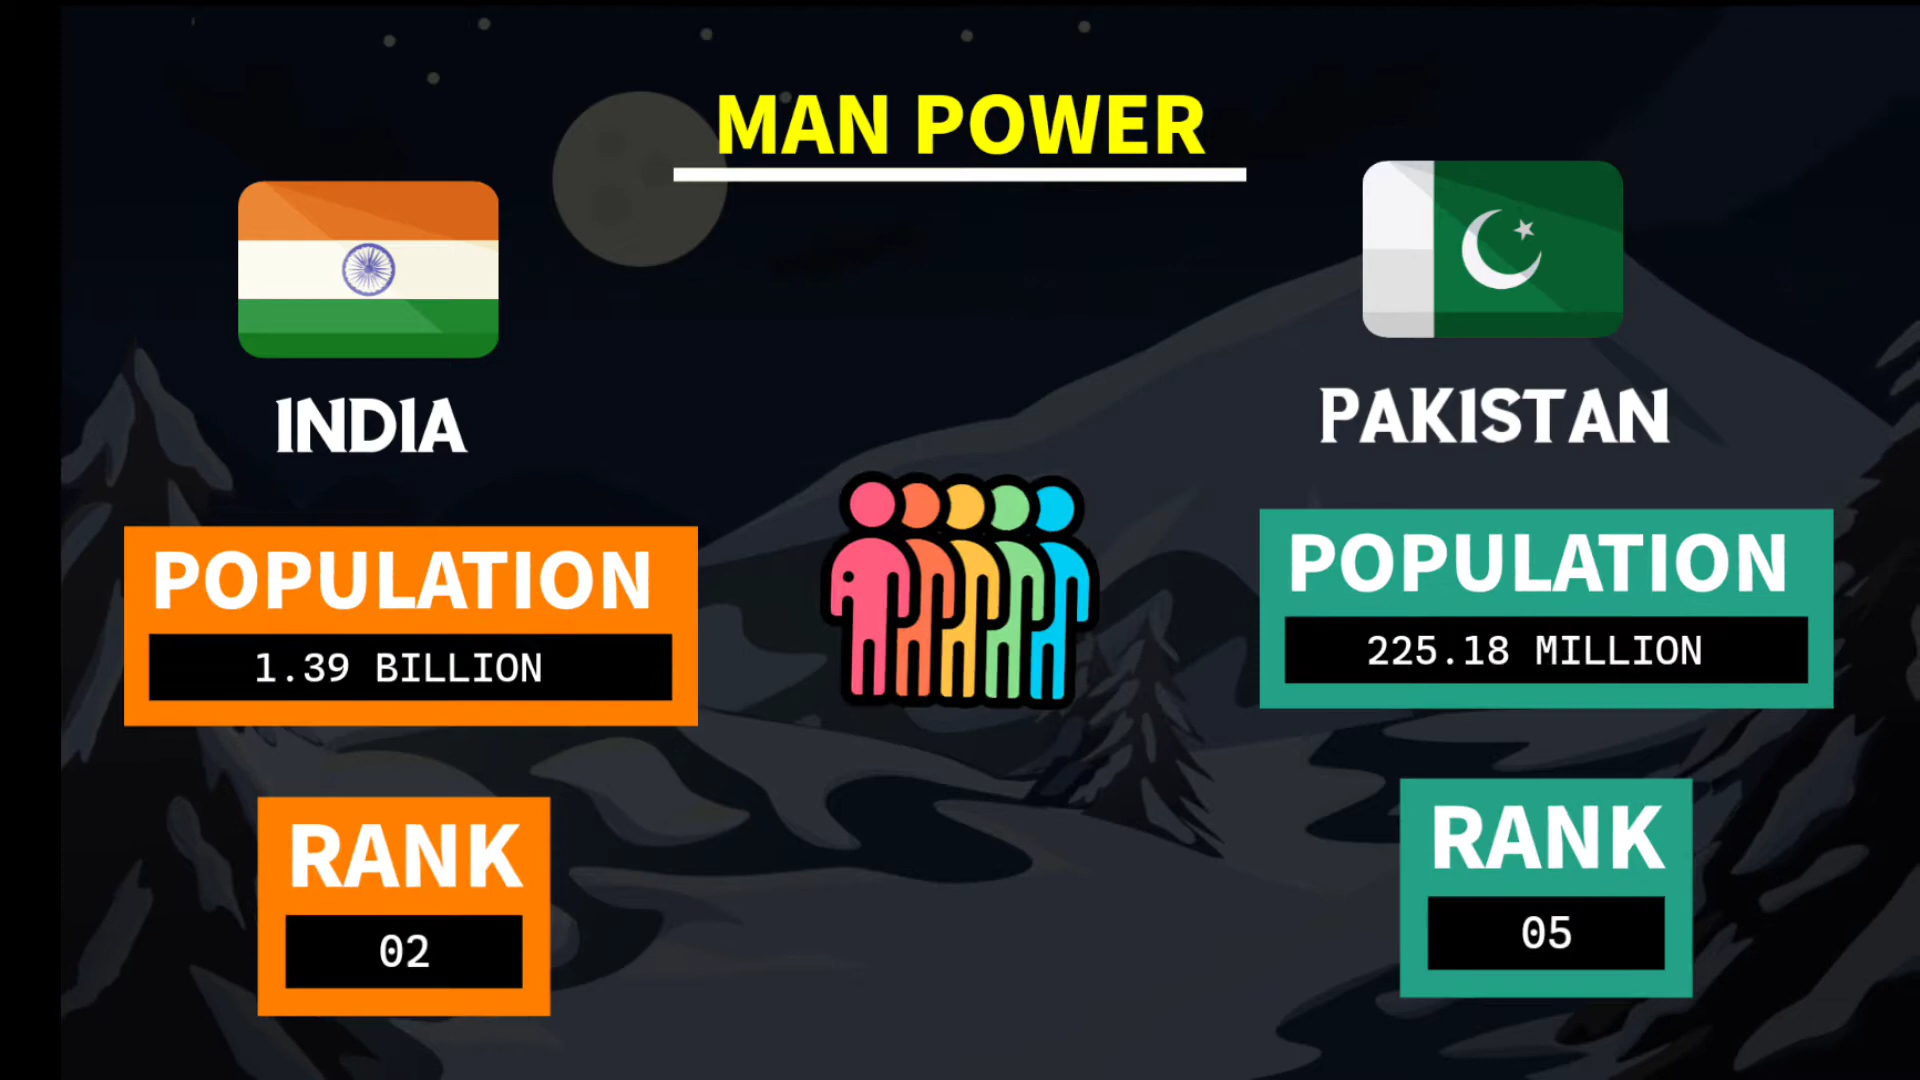 MAN POWER
INDIA
POPULATION
1.39 BILLION
RANK
02
PAKISTAN
POPULATION
225.18 MILLION
RANK
05